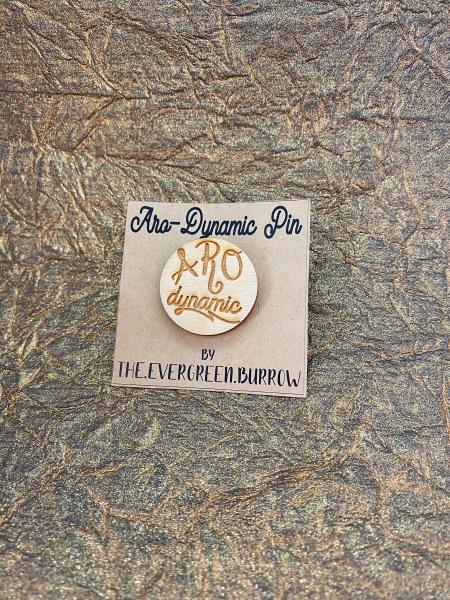 Aro-Dynamic Pin
ARO
dynamic
BY
THE.EVERGREEN.BURROW